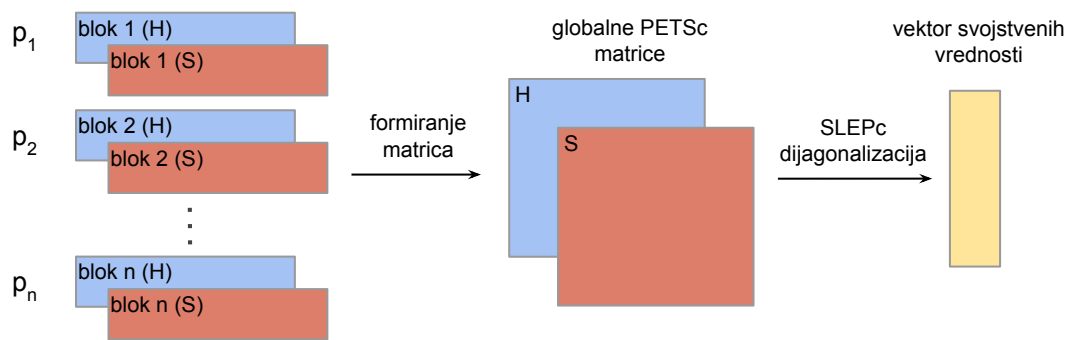 p1
blok 1 (H)
blok 1 (S)
p2
blok 2 (H)
blok 2 (S)
pn
blok n (H)
blok n (S)
formiranje
matrica
globalne PETSc
matrice
H
S
SLEPc
dijagonalizacija
vektor svojstvenih
vrednosti